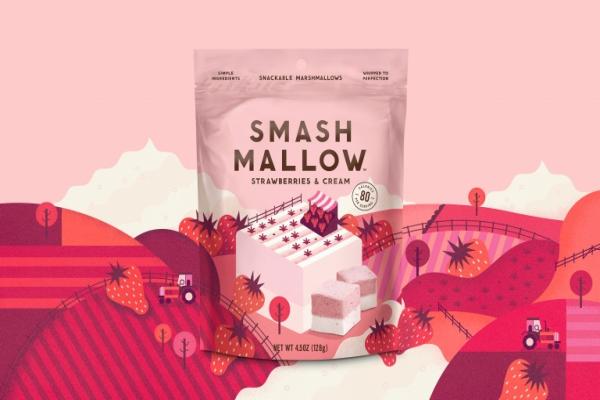 SIMPLE
INGREDIENTS
SNACKABLE MARSHMALLOWS
WHIPPED TO
PERFECTION
SMASH
MALLOW
STRAWBERRIES & CREAM
80
NET WT 4.5OZ (128g)